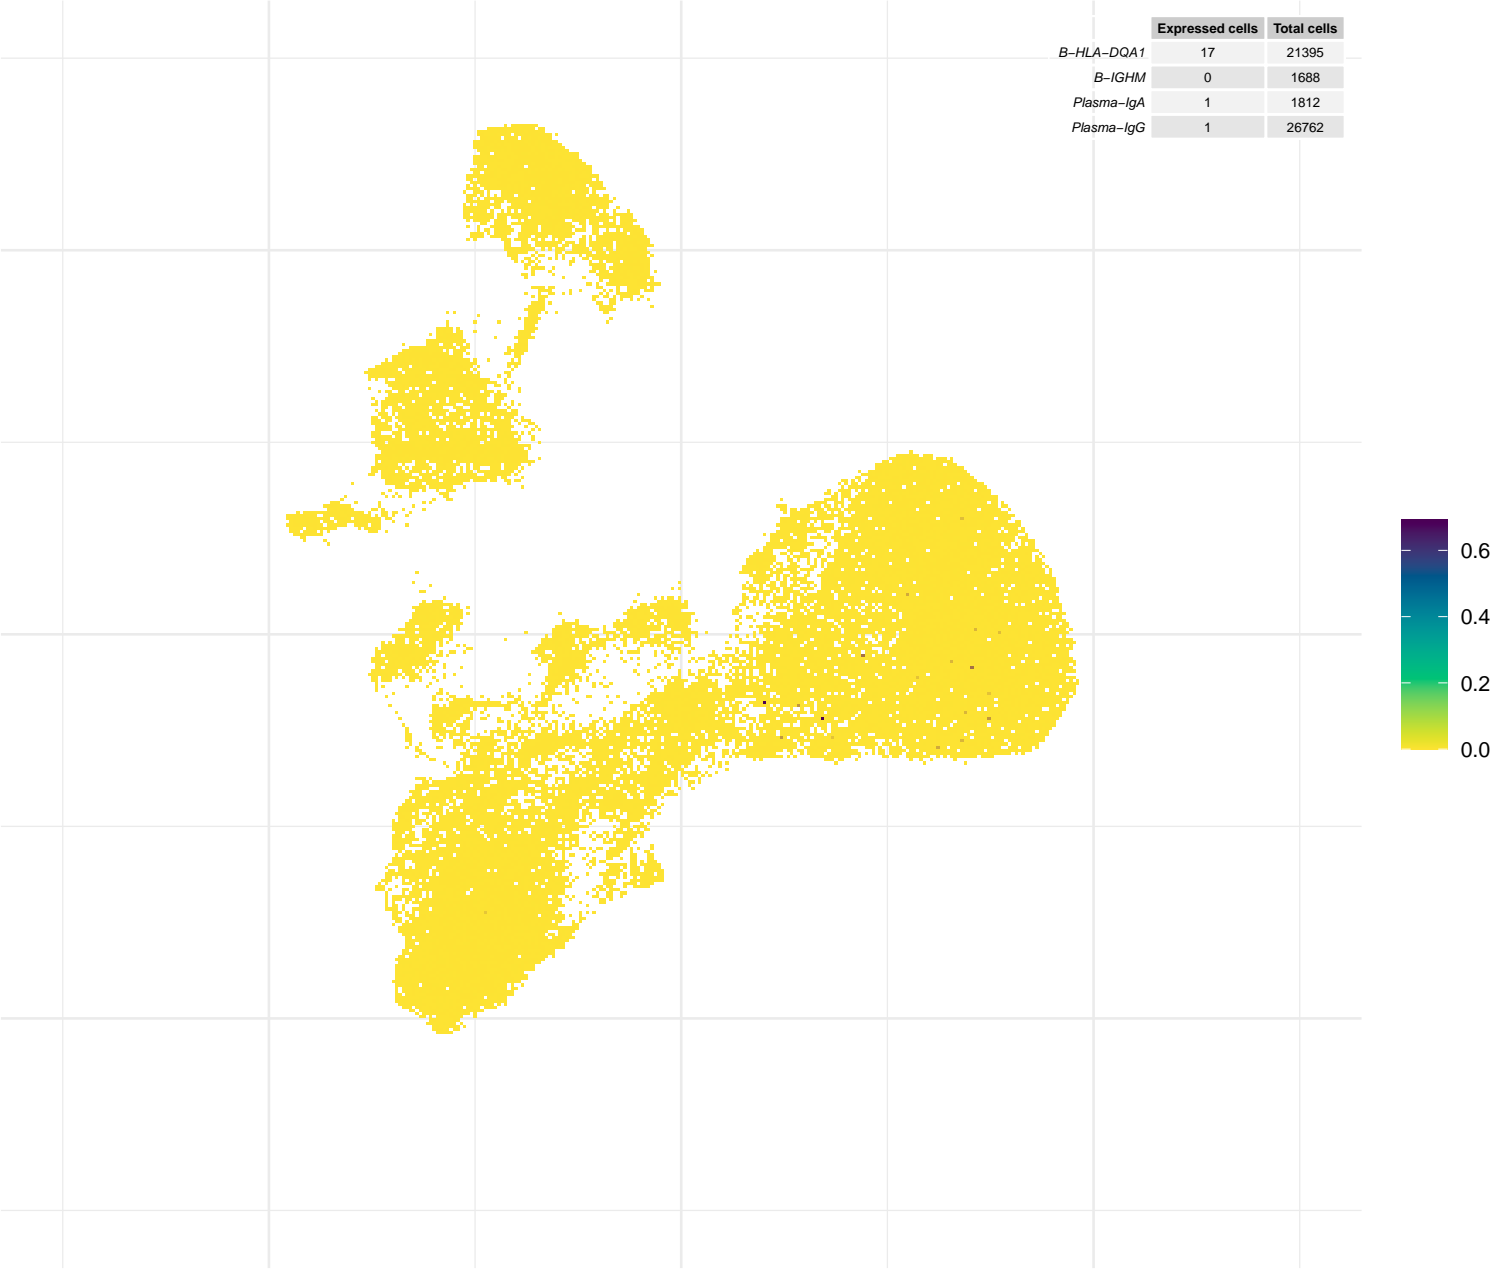 Expressed cells Total cells
B−HLA−DQA1 17 21395
B−IGHM 0 1688
Plasma−IgA 1 1812
Plasma−IgG 1 26762
0.6
0.4
0.2
0.0